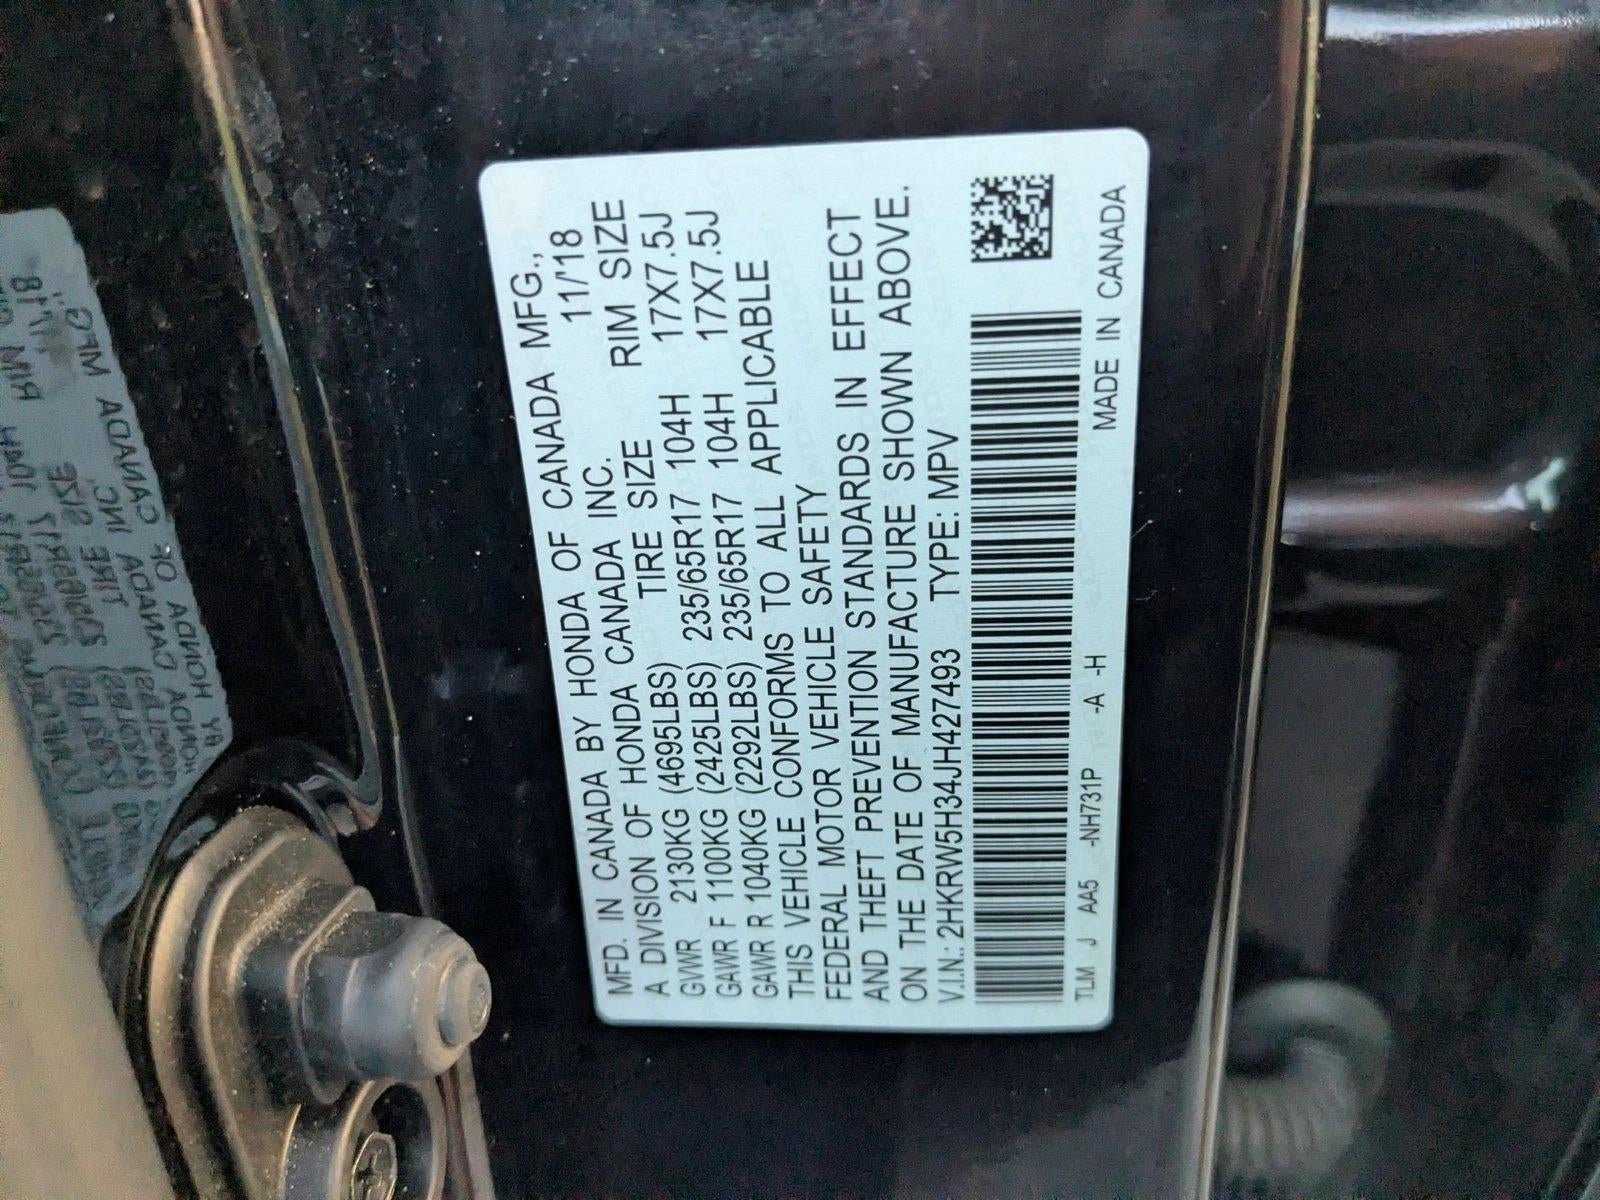 MFD. IN CANADA BY HONDA OF CANADA MFG.,
A DIVISION OF HONDA CANADA INC. 11/'18
GVWR 2130KG (4695LBS) TIRE SIZE RIM SIZE
GAWR F 1100KG (2425LBS) 235/65R17 104H 17X7.5J
GAWR R 1040KG (2292LBS) 235/65R17 104H 17X7.5J
THIS VEHICLE CONFORMS TO ALL APPLICABLE
FEDERAL MOTOR VEHICLE SAFETY
AND THEFT PREVENTION STANDARDS IN EFFECT
ON THE DATE OF MANUFACTURE SHOWN ABOVE.
V.I.N.: 2HKRW5H34JH427493 TYPE: MPV
TLM J AA5 -NH731P -A -H MADE IN CANADA